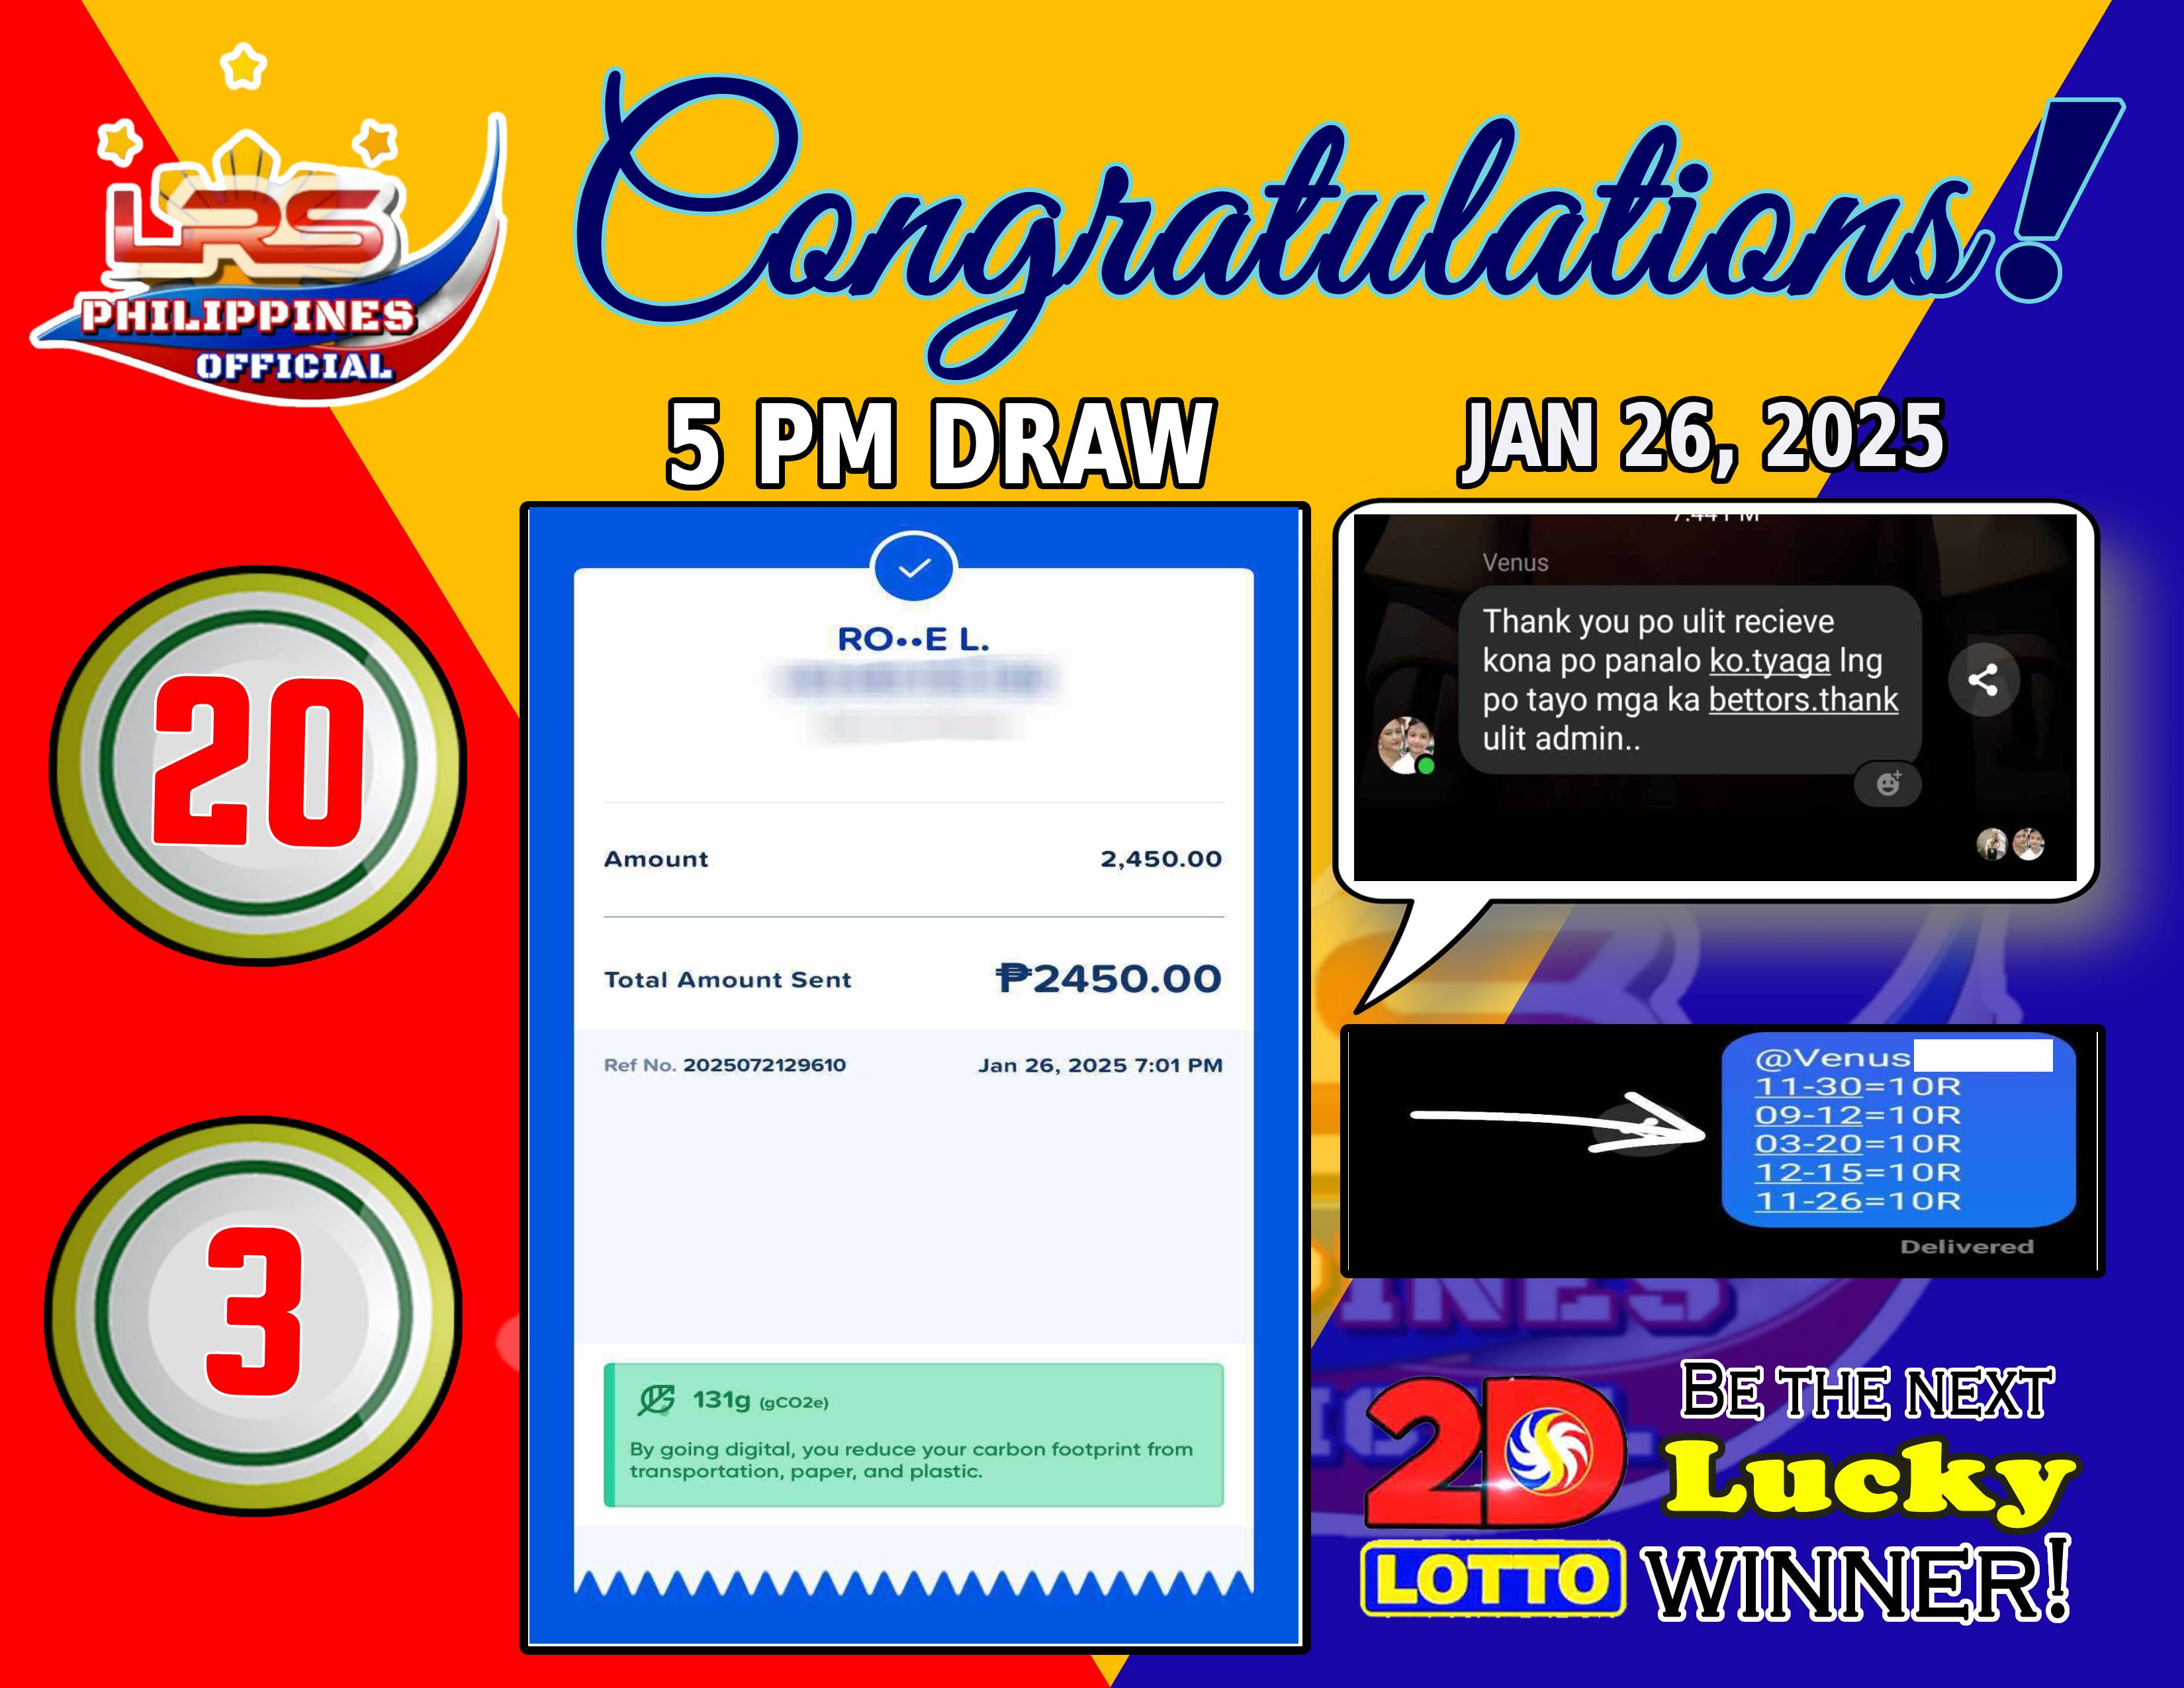 LRS
PHILIPPINES
OFFICIAL
Congratulations!
5 PM DRAW
JAN 26, 2025
20
3
RO••E L.
Amount 2,450.00
Total Amount Sent ₱2450.00
Ref No. 2025072129610 Jan 26, 2025 7:01 PM
131g (gCO2e)
By going digital, you reduce your carbon footprint from
transportation, paper, and plastic.
Venus
Thank you po ulit recieve
kona po panalo ko.tyaga lng
po tayo mga ka bettors.thank
ulit admin..
@Venus
11-30=10R
09-12=10R
03-20=10R
12-15=10R
11-26=10R
Delivered
2D
LOTTO
BE THE NEXT
Lucky
WINNER!